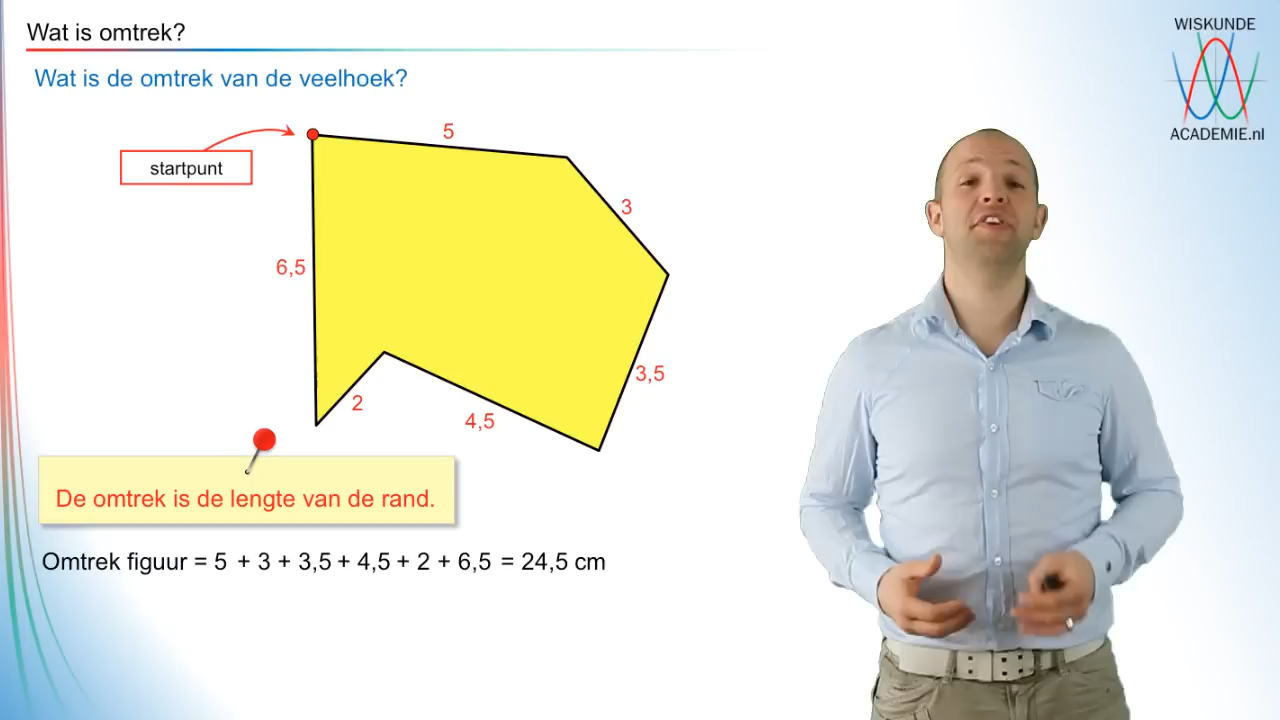 Wat is omtrek?
WISKUNDE
ACADEMIE.nl
Wat is de omtrek van de veelhoek?
startpunt
5
3
6,5
3,5
2
4,5
De omtrek is de lengte van de rand.
Omtrek figuur = 5 + 3 + 3,5 + 4,5 + 2 + 6,5 = 24,5 cm